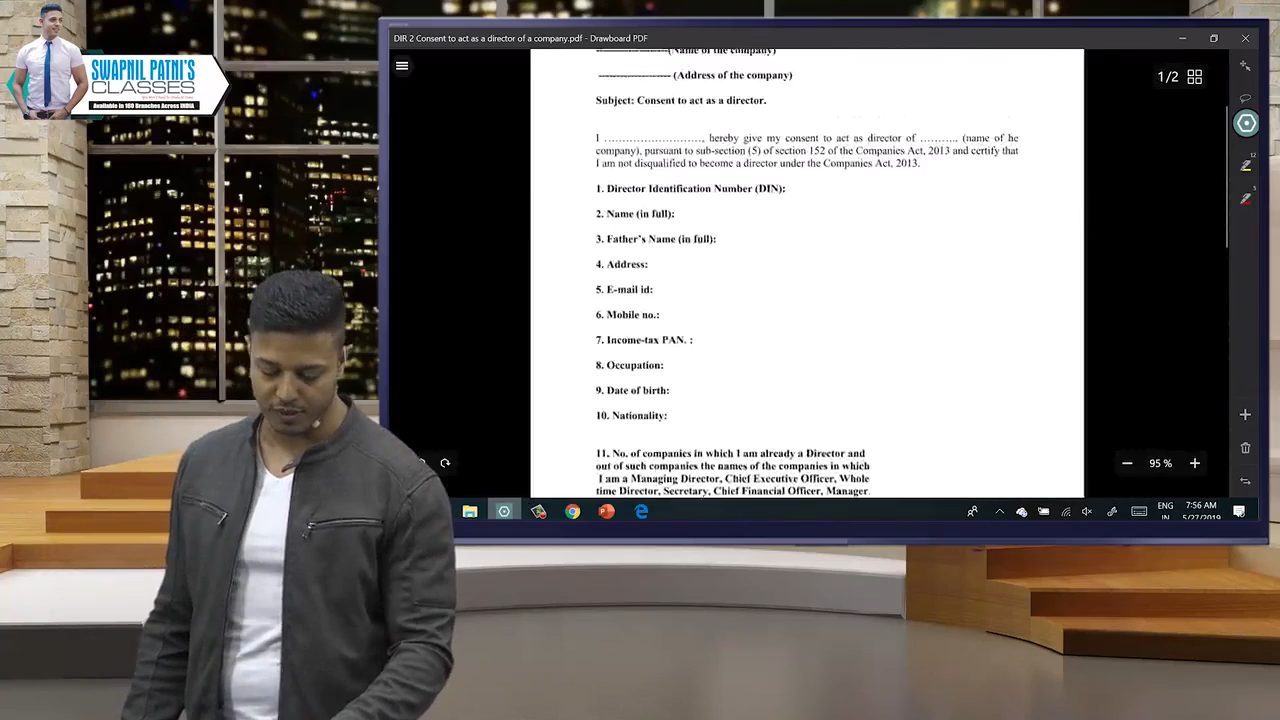 SWAPNIL PATNI'S
CLASSES
Available in 160 Branches Across INDIA
DIR 2 Consent to act as a director of a company.pdf - Drawboard PDF
(Name of the company)
(Address of the company)
1/2
Subject: Consent to act as a director.
I ………………………, hereby give my consent to act as director of ……….. (name of he
company), pursuant to sub-section (5) of section 152 of the Companies Act, 2013 and certify that
I am not disqualified to become a director under the Companies Act, 2013.
1. Director Identification Number (DIN):
2. Name (in full):
3. Father's Name (in full):
4. Address:
5. E-mail id:
6. Mobile no.:
7. Income-tax PAN. :
8. Occupation:
9. Date of birth:
10. Nationality:
11. No. of companies in which I am already a Director and
out of such companies the names of the companies in which
I am a Managing Director, Chief Executive Officer, Whole
time Director, Secretary, Chief Financial Officer, Manager.
95 %
ENG
IN
7:56 AM
5/27/2019